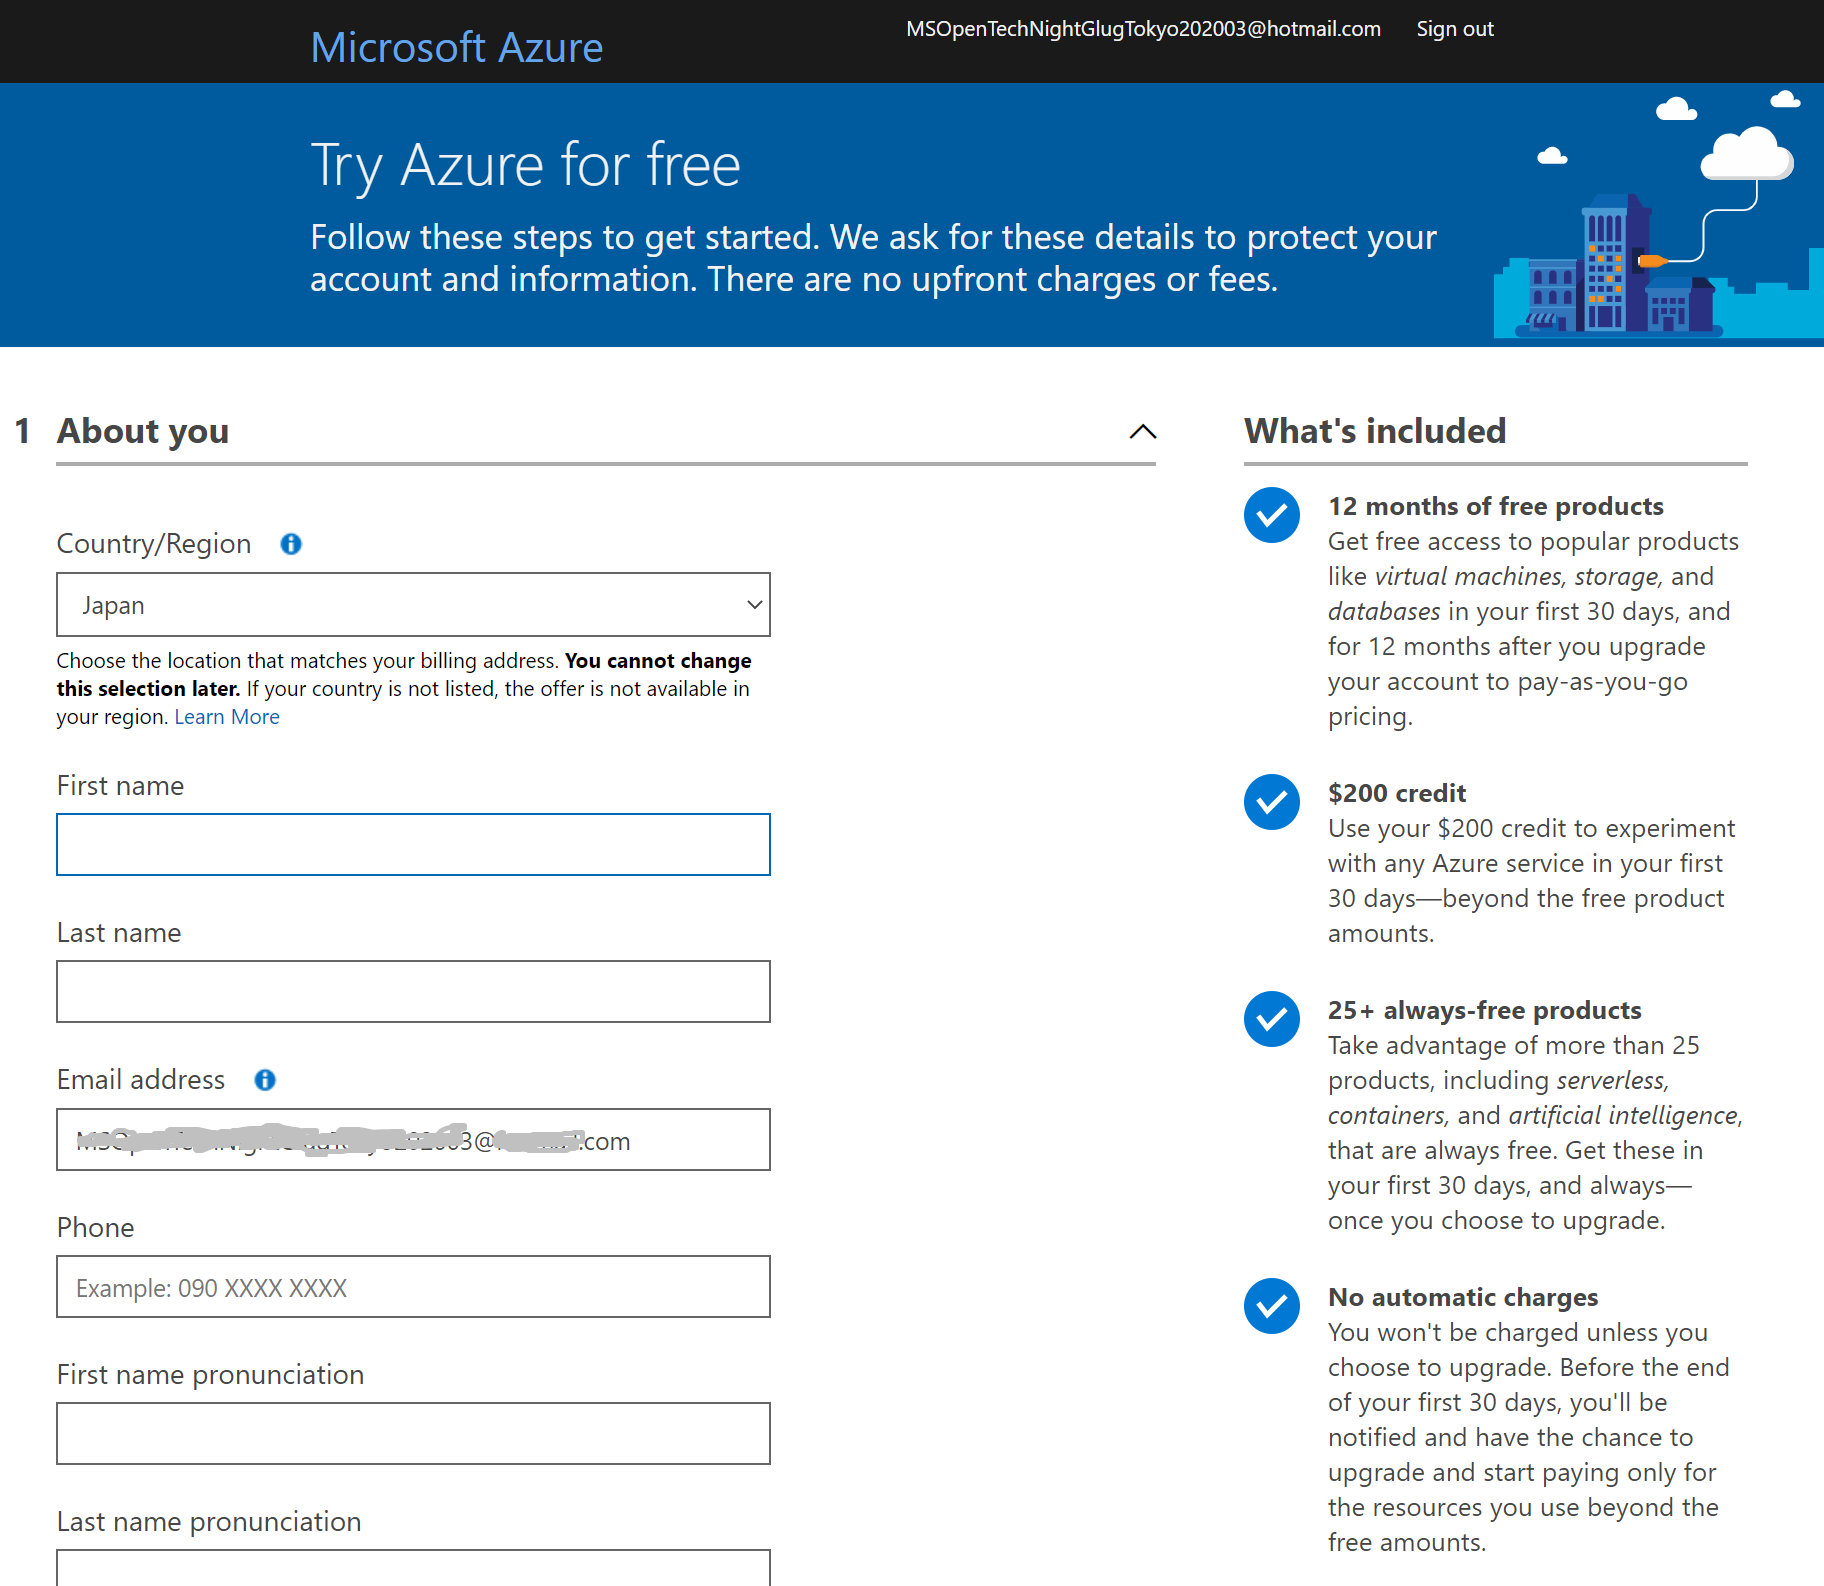 Microsoft Azure
MSOpenTechNightGlugTokyo202003@hotmail.com Sign out
Try Azure for free
Follow these steps to get started. We ask for these details to protect your
account and information. There are no upfront charges or fees.
1 About you
Country/Region
Japan
Choose the location that matches your billing address. You cannot change
this selection later. If your country is not listed, the offer is not available in
your region. Learn More
First name
Last name
Email address
3@ .com
Phone
Example: 090 XXXX XXXX
First name pronunciation
Last name pronunciation
What's included
12 months of free products
Get free access to popular products
like virtual machines, storage, and
databases in your first 30 days, and
for 12 months after you upgrade
your account to pay-as-you-go
pricing.
$200 credit
Use your $200 credit to experiment
with any Azure service in your first
30 days—beyond the free product
amounts.
25+ always-free products
Take advantage of more than 25
products, including serverless,
containers, and artificial intelligence,
that are always free. Get these in
your first 30 days, and always—
once you choose to upgrade.
No automatic charges
You won't be charged unless you
choose to upgrade. Before the end
of your first 30 days, you'll be
notified and have the chance to
upgrade and start paying only for
the resources you use beyond the
free amounts.